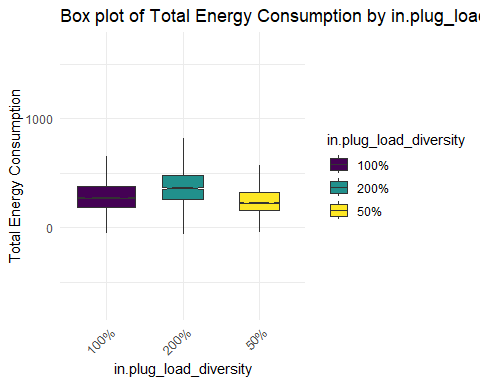 Box plot of Total Energy Consumption by in.plug_load
Total Energy Consumption
1000
0
100%
200%
50%
in.plug_load_diversity
in.plug_load_diversity
100%
200%
50%